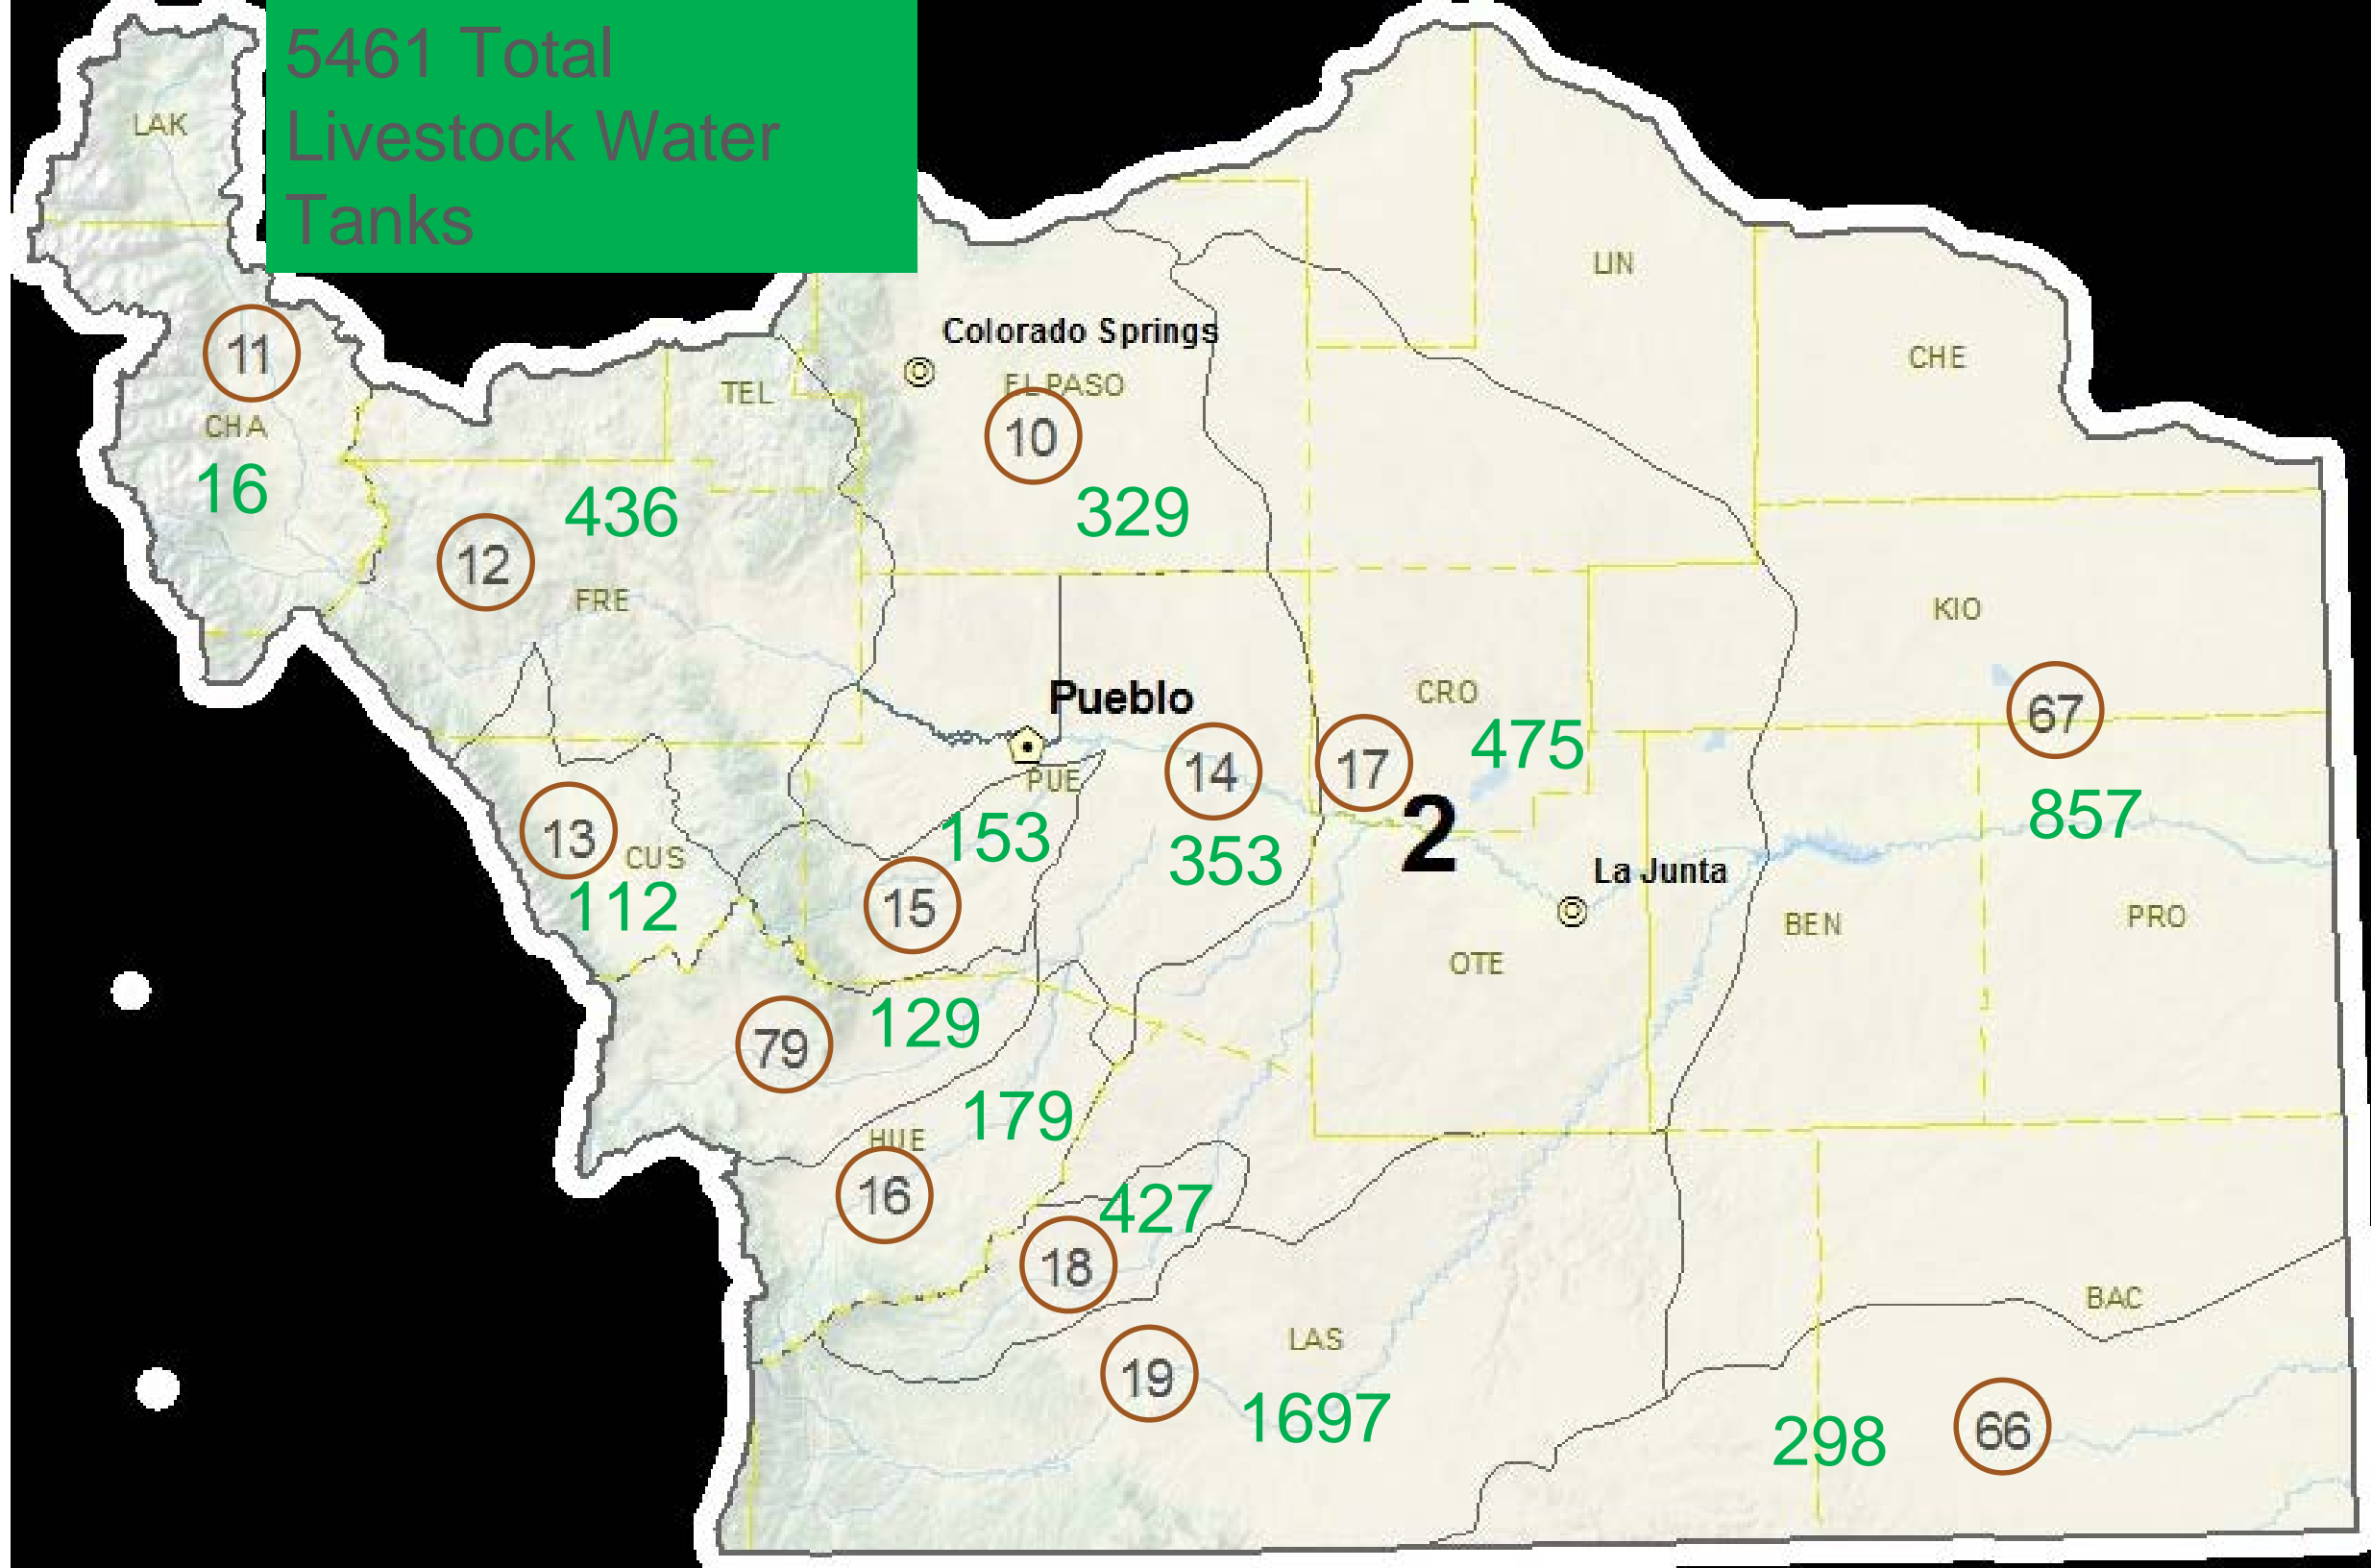 5461 Total
Livestock Water
Tanks
LAK
LIN
Colorado Springs
11
CHE
EL PASO
TEL
CHA
10
16
436
329
12
FRE
KIO
Pueblo
CRO
67
475
14
17
PUE
2
857
13
153
353
CUS
La Junta
112
15
BEN
PRO
OTE
129
79
179
HUE
16
427
18
BAC
LAS
19
1697
298
66